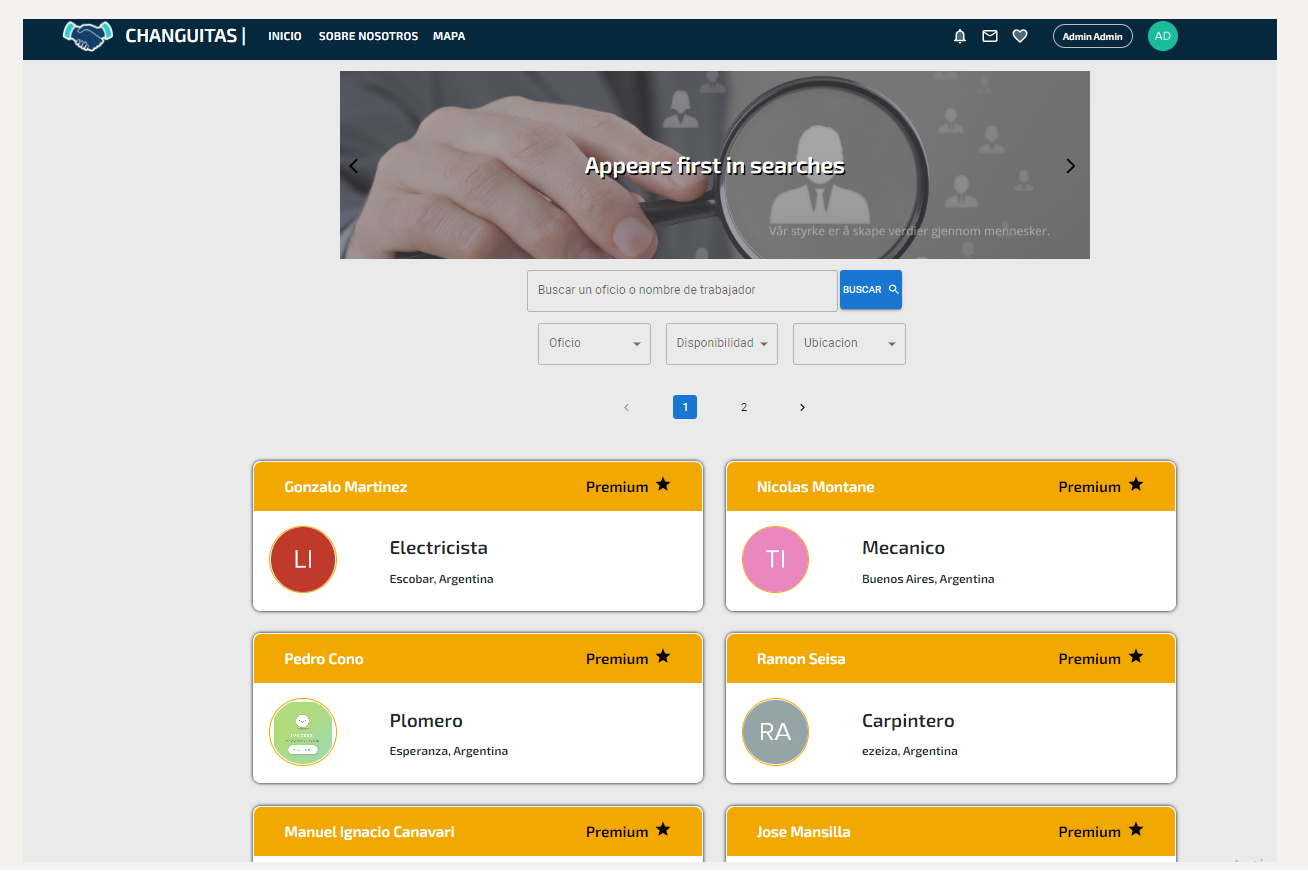 CHANGUITAS |
INICIO
SOBRE NOSOTROS
MAPA
Admin Admin
AD
Appears first in searches
Vår styrke er å skape verdier gjennom mennesker.
Buscar un oficio o nombre de trabajador
BUSCAR
Oficio
Disponibilidad
Ubicacion
1
2
Gonzalo Martinez
Premium
LI
Electricista
Escobar, Argentina
Nicolas Montane
Premium
TI
Mecanico
Buenos Aires, Argentina
Pedro Cono
Premium
SUCCESS
Plomero
Esperanza, Argentina
Ramon Seisa
Premium
RA
Carpintero
ezeiza, Argentina
Manuel Ignacio Canavari
Premium
Jose Mansilla
Premium